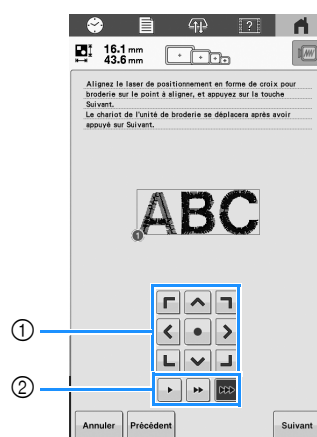 16.1 mm
43.6 mm
Alignez le laser de positionnement en forme de croix pour
broderie sur le point à aligner, et appuyez sur la touche
Suivant.
Le chariot de l'unité de broderie se déplacera après avoir
appuyé sur Suivant.
ABC
1
①
②
Annuler Précédent Suivant